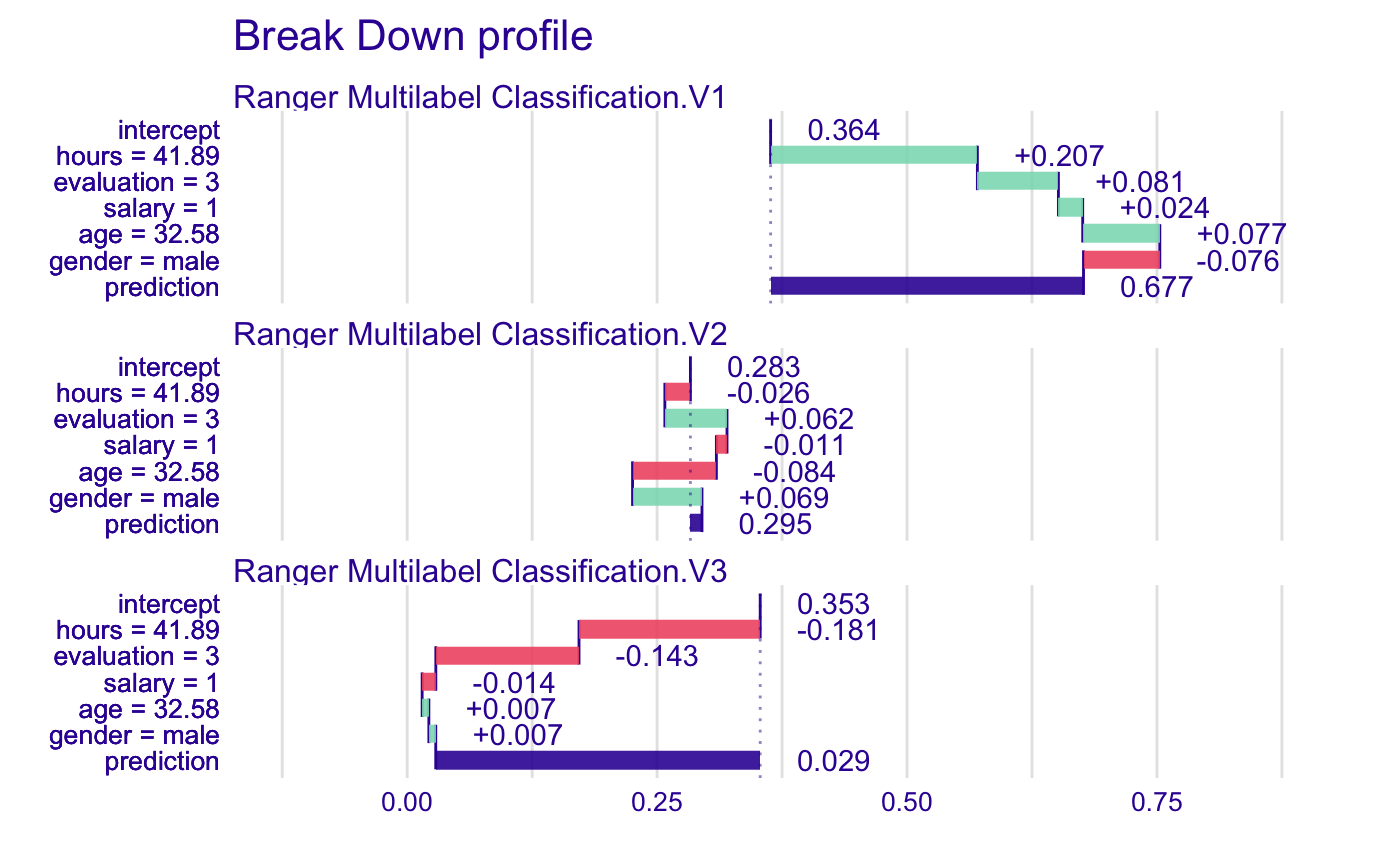 Break Down profile
Ranger Multilabel Classification.V1
intercept 0.364
hours = 41.89 +0.207
evaluation = 3 +0.081
salary = 1 +0.024
age = 32.58 +0.077
gender = male -0.076
prediction 0.677
Ranger Multilabel Classification.V2
intercept 0.283
hours = 41.89 -0.026
evaluation = 3 +0.062
salary = 1 -0.011
age = 32.58 -0.084
gender = male +0.069
prediction 0.295
Ranger Multilabel Classification.V3
intercept 0.353
hours = 41.89 -0.181
evaluation = 3 -0.143
salary = 1 -0.014
age = 32.58 +0.007
gender = male +0.007
prediction 0.029
0.00 0.25 0.50 0.75